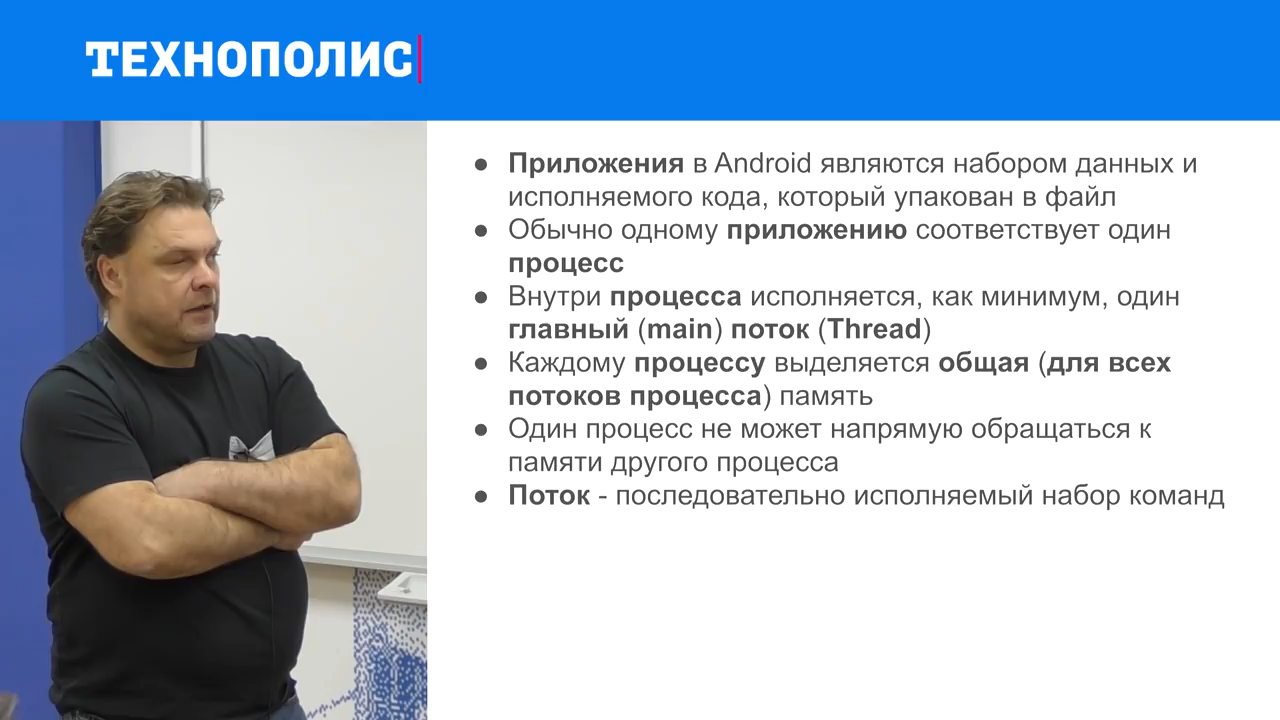 ТЕХНОПОЛИС
● Приложения в Android являются набором данных и
исполняемого кода, который упакован в файл
● Обычно одному приложению соответствует один
процесс
● Внутри процесса исполняется, как минимум, один
главный (main) поток (Thread)
● Каждому процессу выделяется общая (для всех
потоков процесса) память
● Один процесс не может напрямую обращаться к
памяти другого процесса
● Поток - последовательно исполняемый набор команд